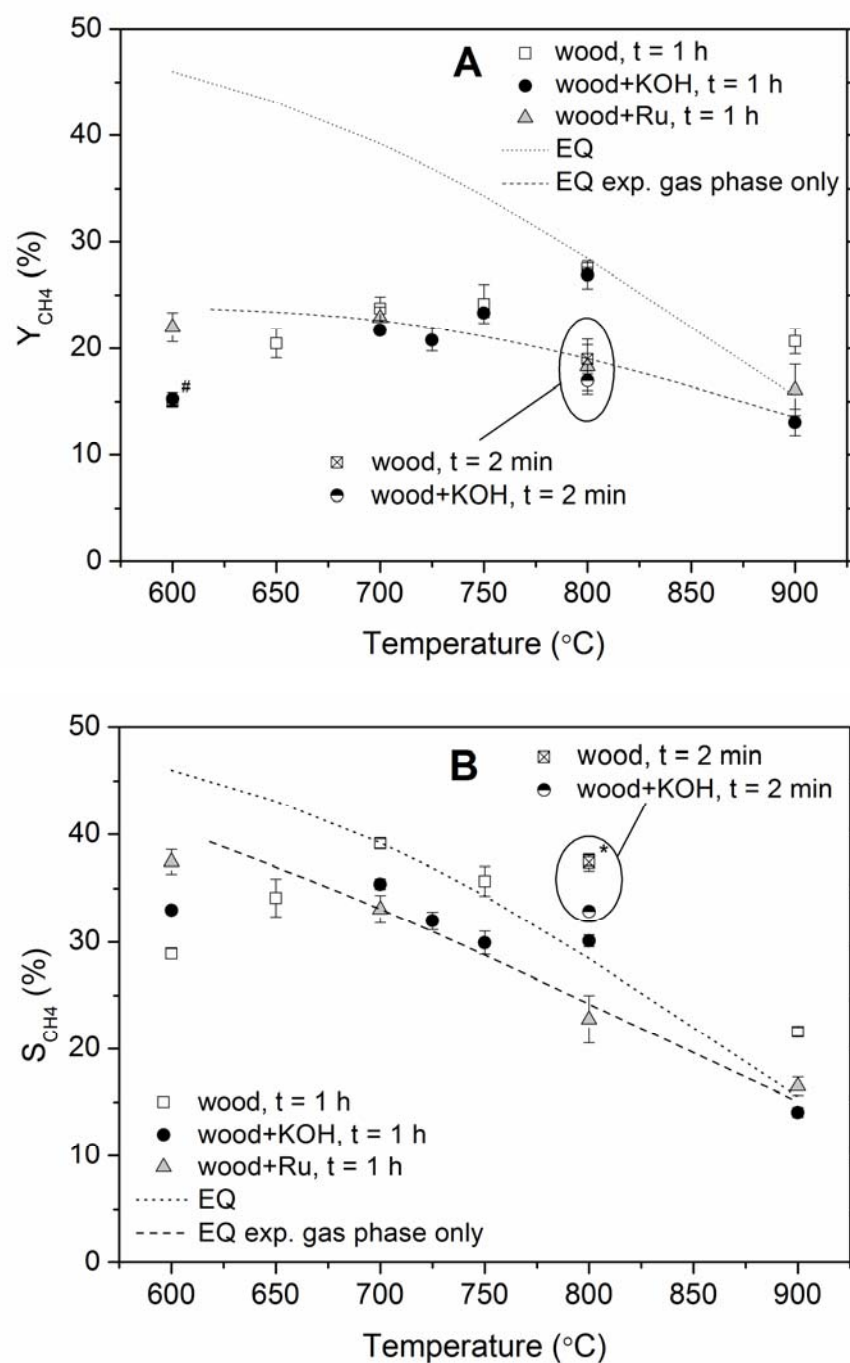 50
40
30
20
10
0
Y_CH4 (%)
A
wood, t = 1 h
wood+KOH, t = 1 h
wood+Ru, t = 1 h
EQ
EQ exp. gas phase only
#
wood, t = 2 min
wood+KOH, t = 2 min
600 650 700 750 800 850 900
Temperature (°C)
50
40
30
20
10
0
S_CH4 (%)
B
wood, t = 2 min
wood+KOH, t = 2 min
*
wood, t = 1 h
wood+KOH, t = 1 h
wood+Ru, t = 1 h
EQ
EQ exp. gas phase only
600 650 700 750 800 850 900
Temperature (°C)